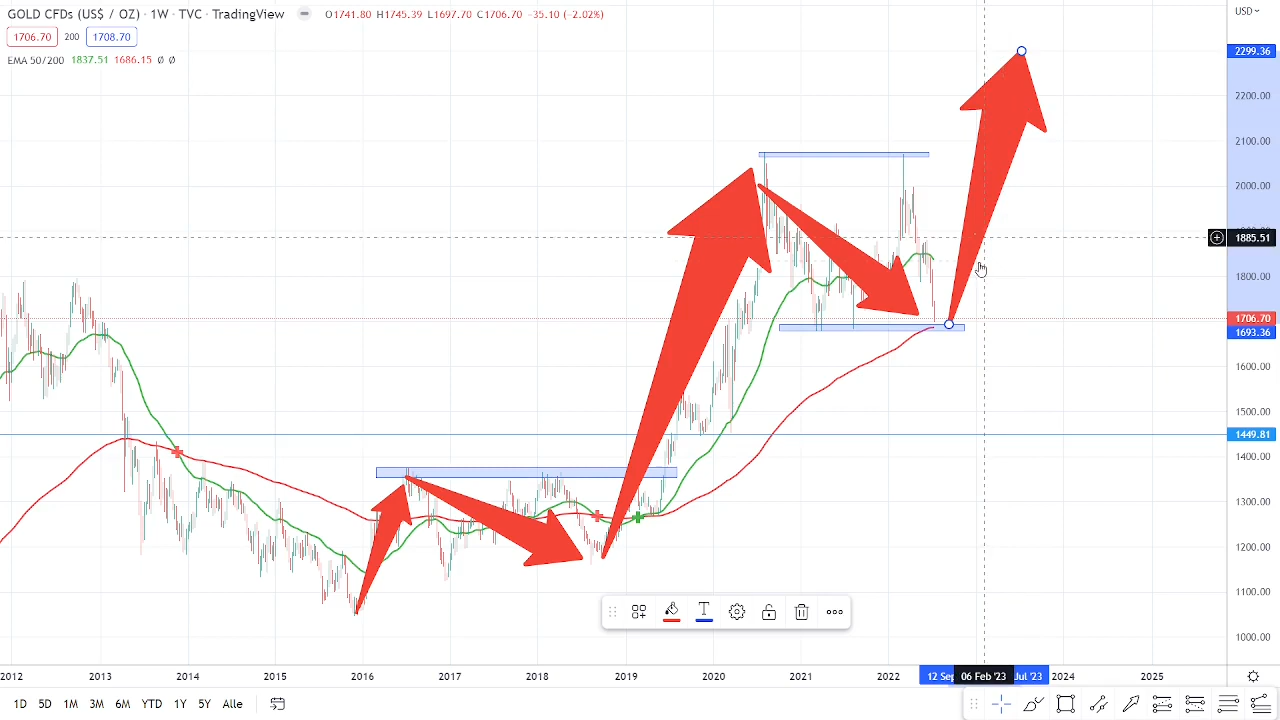 GOLD CFDs (US$ / OZ) · 1W · TVC · TradingView O1741.80 H1745.39 L1697.70 C1706.70 -35.10 (-2.02%)
USD
1706.70 200 1708.70
EMA 50/200 1837.51 1686.15 Ø Ø
2299.36
2200.00
2100.00
2000.00
1885.51
1800.00
1706.70
1693.36
1600.00
1500.00
1449.81
1400.00
1300.00
1200.00
1100.00
1000.00
T
2012 2013 2014 2015 2016 2017 2018 2019 2020 2021 2022 12 Sep 06 Feb '23 Jul '23 2024 2025
1D 5D 1M 3M 6M YTD 1Y 5Y Alle